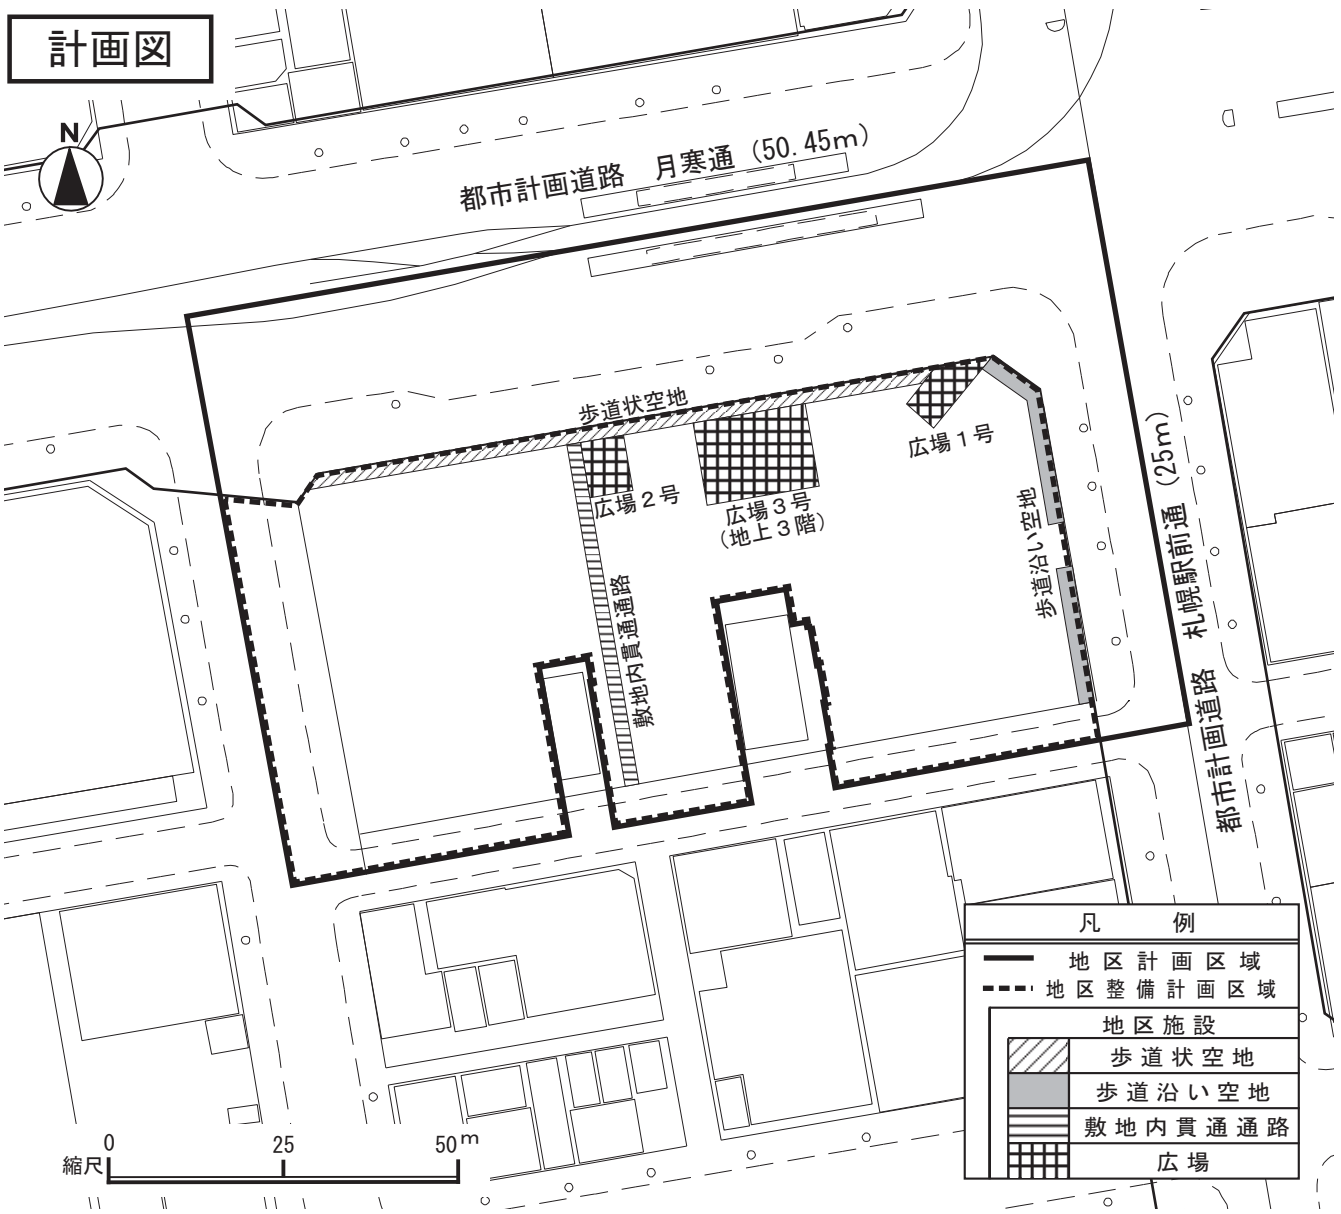 計画図
N
都市計画道路　月寒通（50.45m）
歩道状空地
広場１号
広場２号
広場３号
（地上３階）
敷地内貫通通路
歩道沿い空地
都市計画道路　札幌駅前通（25m）
凡例
地区計画区域
地区整備計画区域
地区施設
歩道状空地
歩道沿い空地
敷地内貫通通路
広場
縮尺 0 25 50m